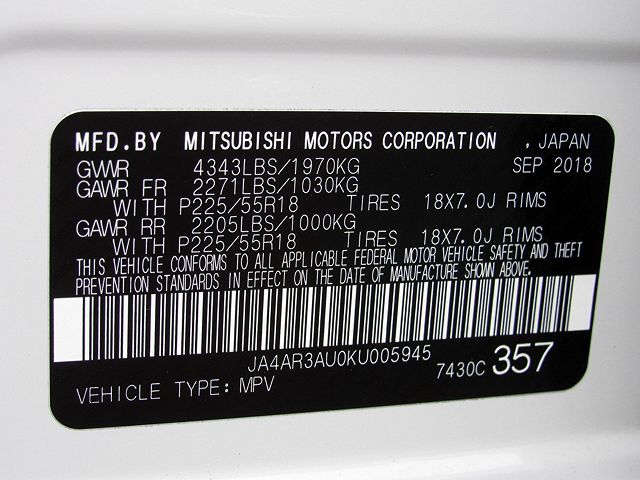 MFD.BY MITSUBISHI MOTORS CORPORATION , JAPAN
GVWR 4343LBS/1970KG SEP 2018
GAWR FR 2271LBS/1030KG
WITH P225/55R18 TIRES 18X7.0J RIMS
GAWR RR 2205LBS/1000KG
WITH P225/55R18 TIRES 18X7.0J RIMS
THIS VEHICLE CONFORMS TO ALL APPLICABLE FEDERAL MOTOR VEHICLE SAFETY AND THEFT
PREVENTION STANDARDS IN EFFECT ON THE DATE OF MANUFACTURE SHOWN ABOVE.
JA4AR3AU0KU005945
VEHICLE TYPE: MPV 7430C 357